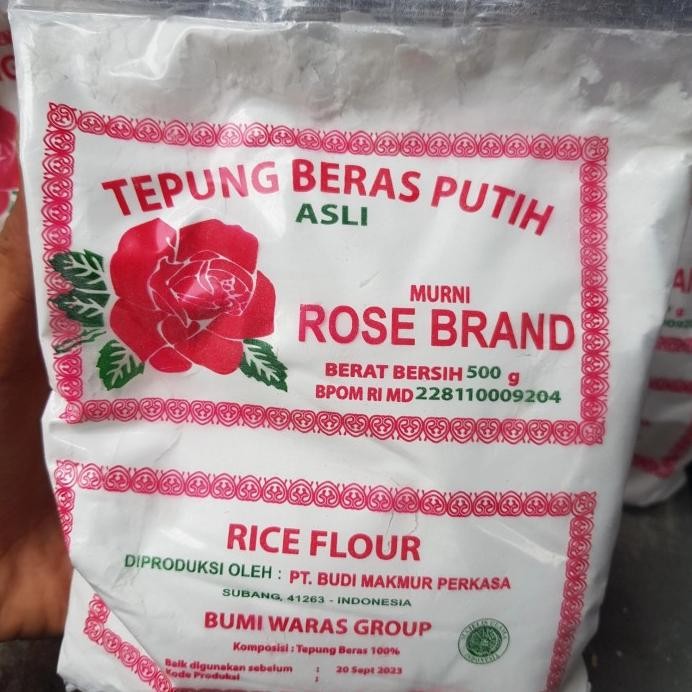 TEPUNG BERAS PUTIH
ASLI
MURNI
ROSE BRAND
BERAT BERSIH 500 g
BPOM RI MD 228110009204
RICE FLOUR
DIPRODUKSI OLEH : PT. BUDI MAKMUR PERKASA
SUBANG, 41263 - INDONESIA
BUMI WARAS GROUP
Komposisi : Tepung Beras 100%
Baik digunakan sebelum : 20 Sept 2023
Kode Produksi :